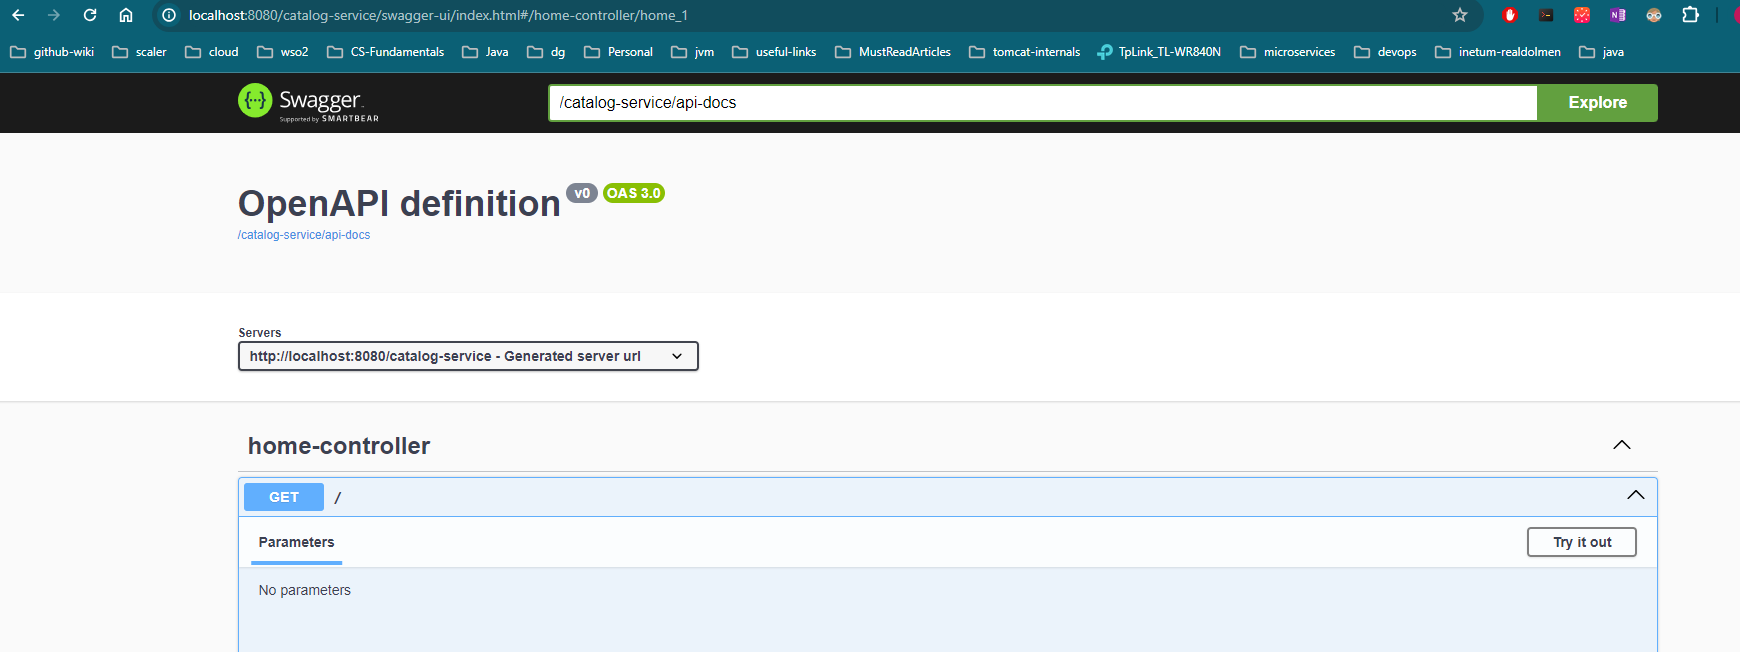 localhost:8080/catalog-service/swagger-ui/index.html#/home-controller/home_1
github-wiki scaler cloud wso2 CS-Fundamentals Java dg Personal jvm useful-links MustReadArticles tomcat-internals TpLink_TL-WR840N microservices devops inetum-realdolmen java
{···} Swagger.
Supported by SMARTBEAR
/catalog-service/api-docs Explore
OpenAPI definition v0 OAS 3.0
/catalog-service/api-docs
Servers
http://localhost:8080/catalog-service - Generated server url
home-controller
GET /
Parameters Try it out
No parameters